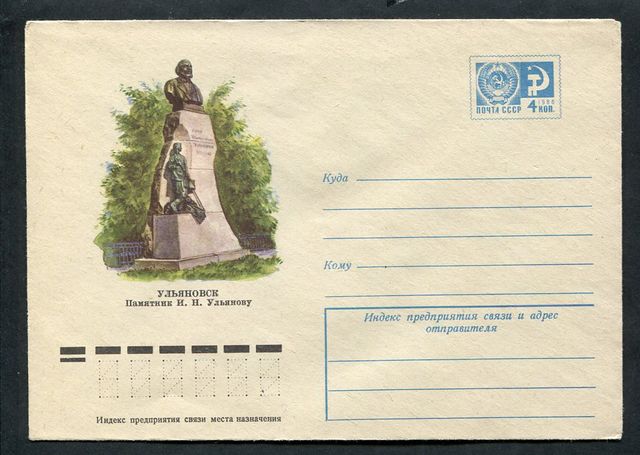 УЛЬЯНОВСК
Памятник И. Н. Ульянову
Индекс предприятия связи места назначения
ПОЧТА СССР
1966
4 КОП.
Куда
Кому
Индекс предприятия связи и адрес
отправителя